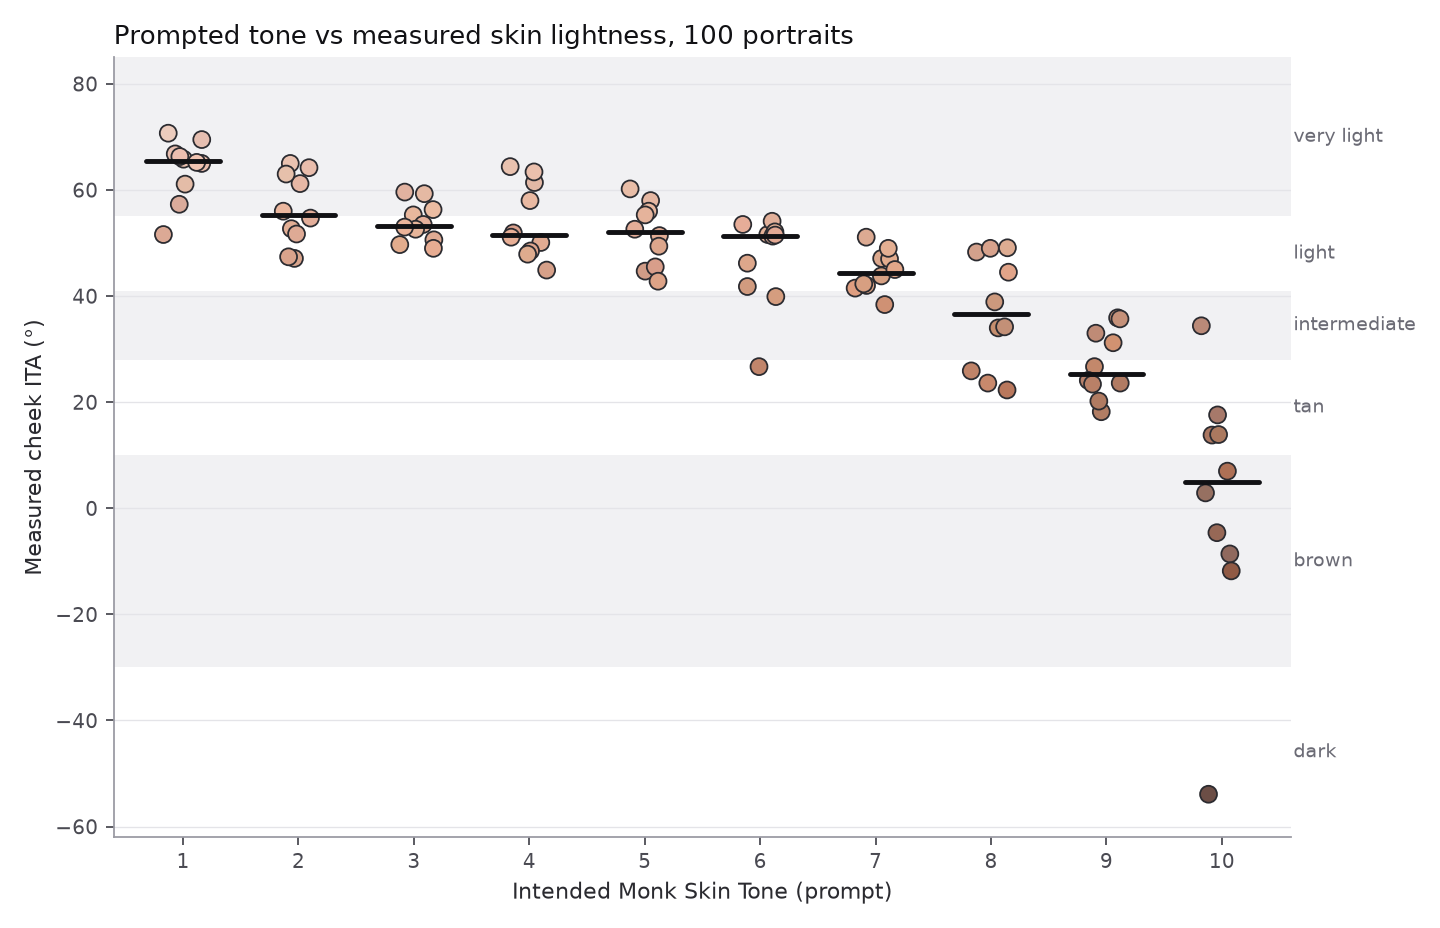 Prompted tone vs measured skin lightness, 100 portraits
80
60
40
20
0
−20
−40
−60
Measured cheek ITA (°)
very light
light
intermediate
tan
brown
dark
1 2 3 4 5 6 7 8 9 10
Intended Monk Skin Tone (prompt)